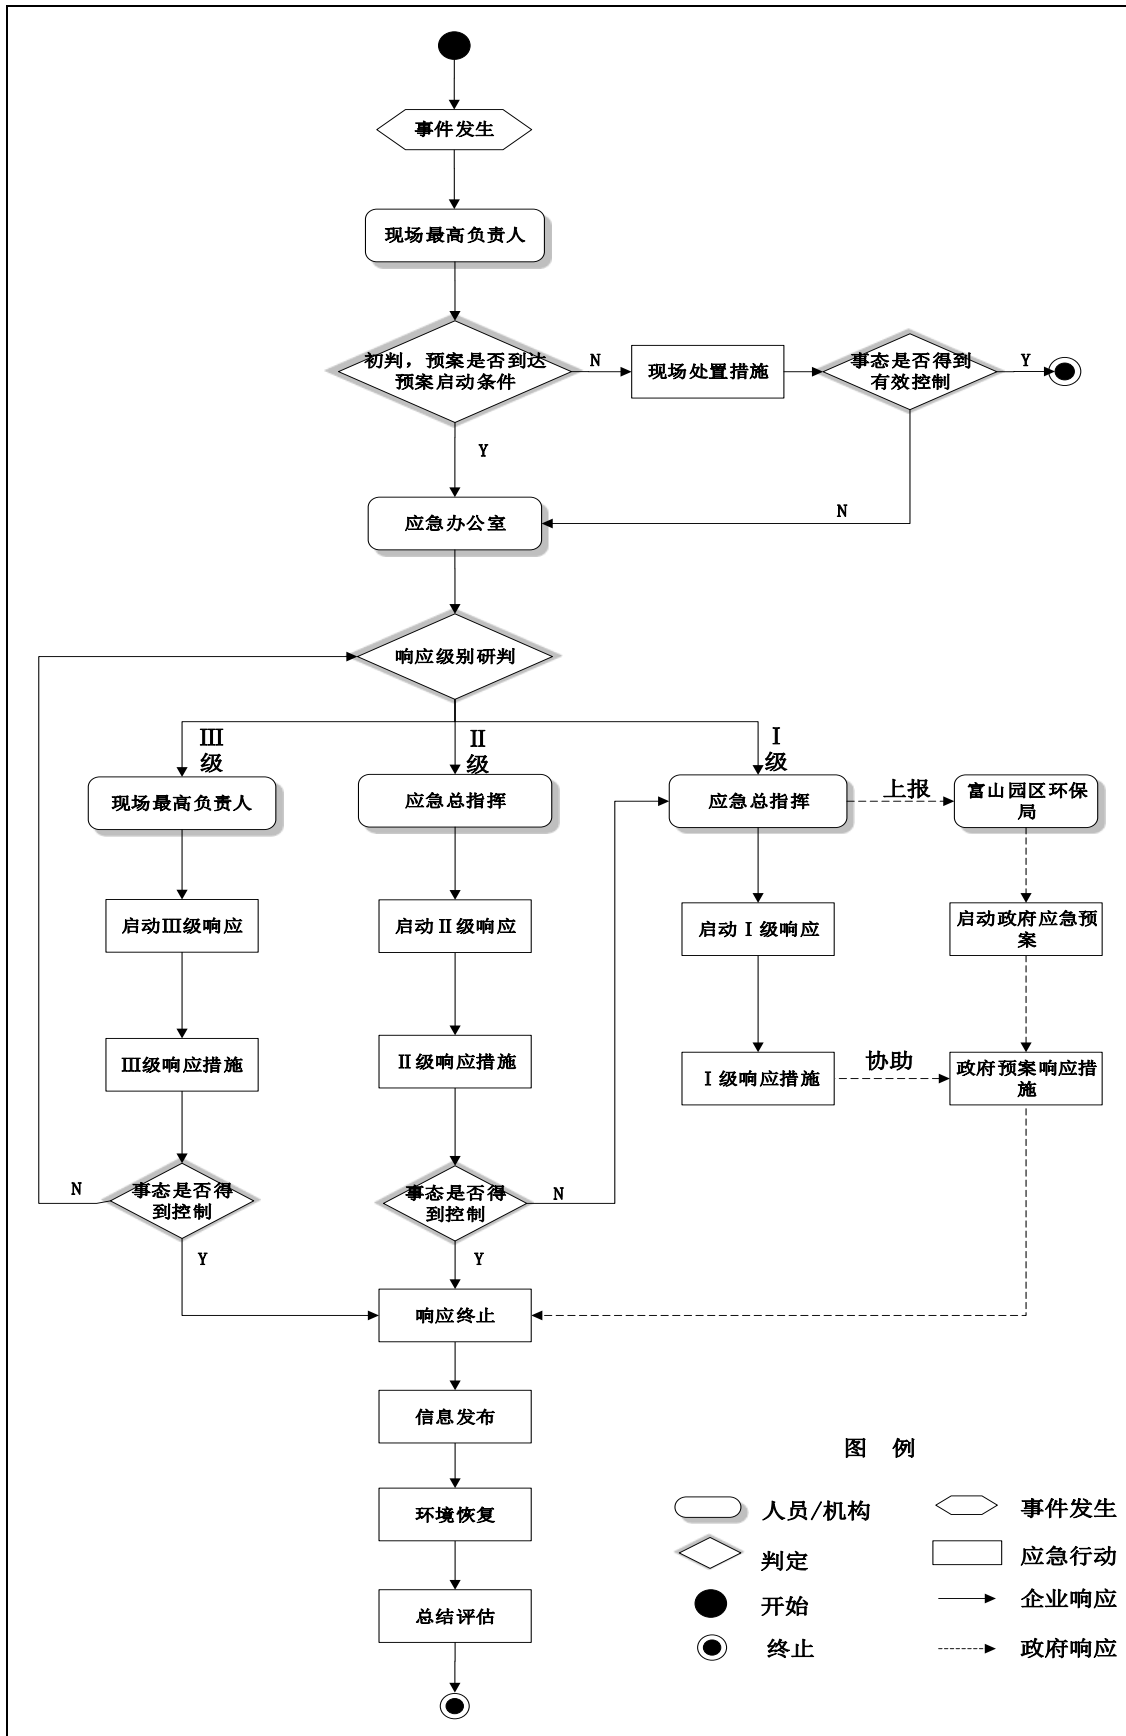 事件发生
现场最高负责人
初判，预案是否到达
预案启动条件
N
现场处置措施
事态是否得到
有效控制
Y
Y
N
应急办公室
响应级别研判
Ⅲ
级
Ⅱ
级
Ⅰ
级
现场最高负责人
应急总指挥
应急总指挥
上报
富山园区环保
局
启动Ⅲ级响应
启动Ⅱ级响应
启动Ⅰ级响应
启动政府应急预
案
Ⅲ级响应措施
Ⅱ级响应措施
Ⅰ级响应措施
协助
政府预案响应措
施
N
事态是否得
到控制
事态是否得
到控制
N
Y
Y
响应终止
信息发布
环境恢复
总结评估
图 例
人员/机构
事件发生
判定
应急行动
开始
企业响应
终止
政府响应